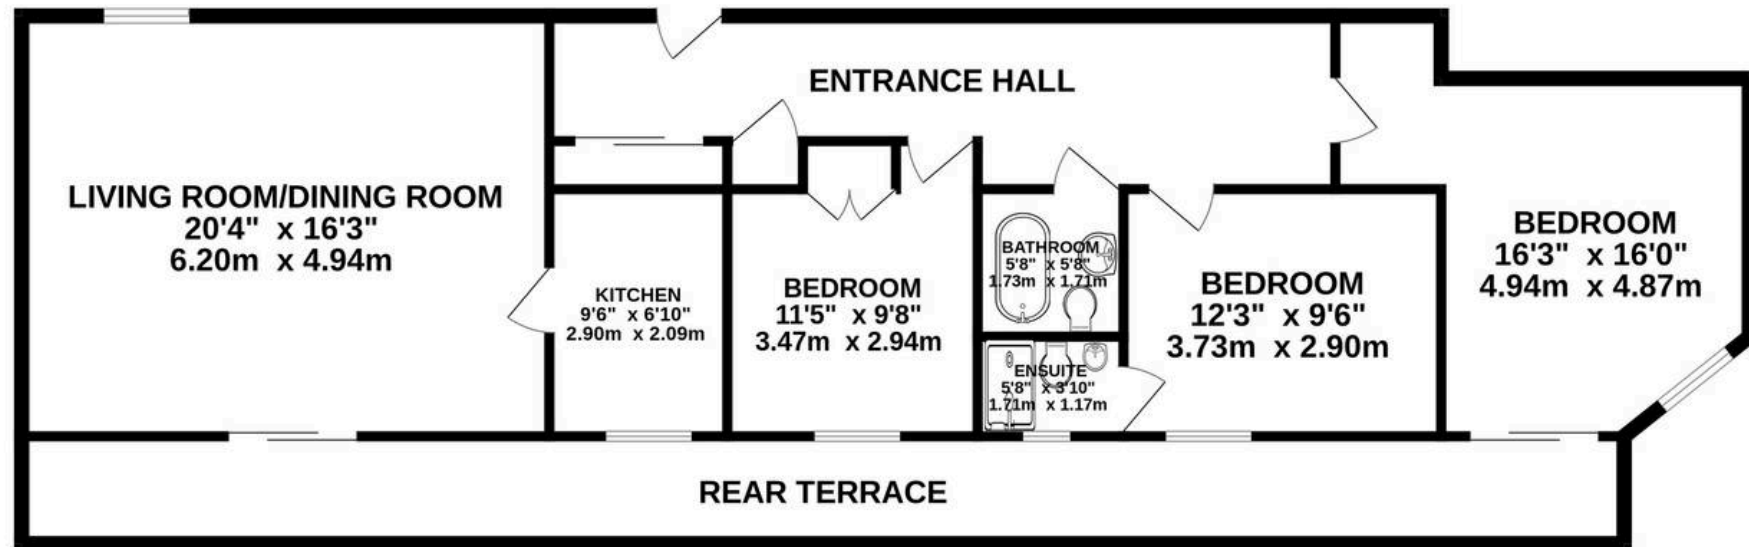 ENTRANCE HALL
LIVING ROOM/DINING ROOM
20'4" x 16'3"
6.20m x 4.94m
KITCHEN
9'6" x 6'10"
2.90m x 2.09m
BEDROOM
11'5" x 9'8"
3.47m x 2.94m
BATHROOM
5'8" x 5'8"
1.73m x 1.71m
ENSUITE
5'8" x 3'10"
1.71m x 1.17m
BEDROOM
12'3" x 9'6"
3.73m x 2.90m
BEDROOM
16'3" x 16'0"
4.94m x 4.87m
REAR TERRACE